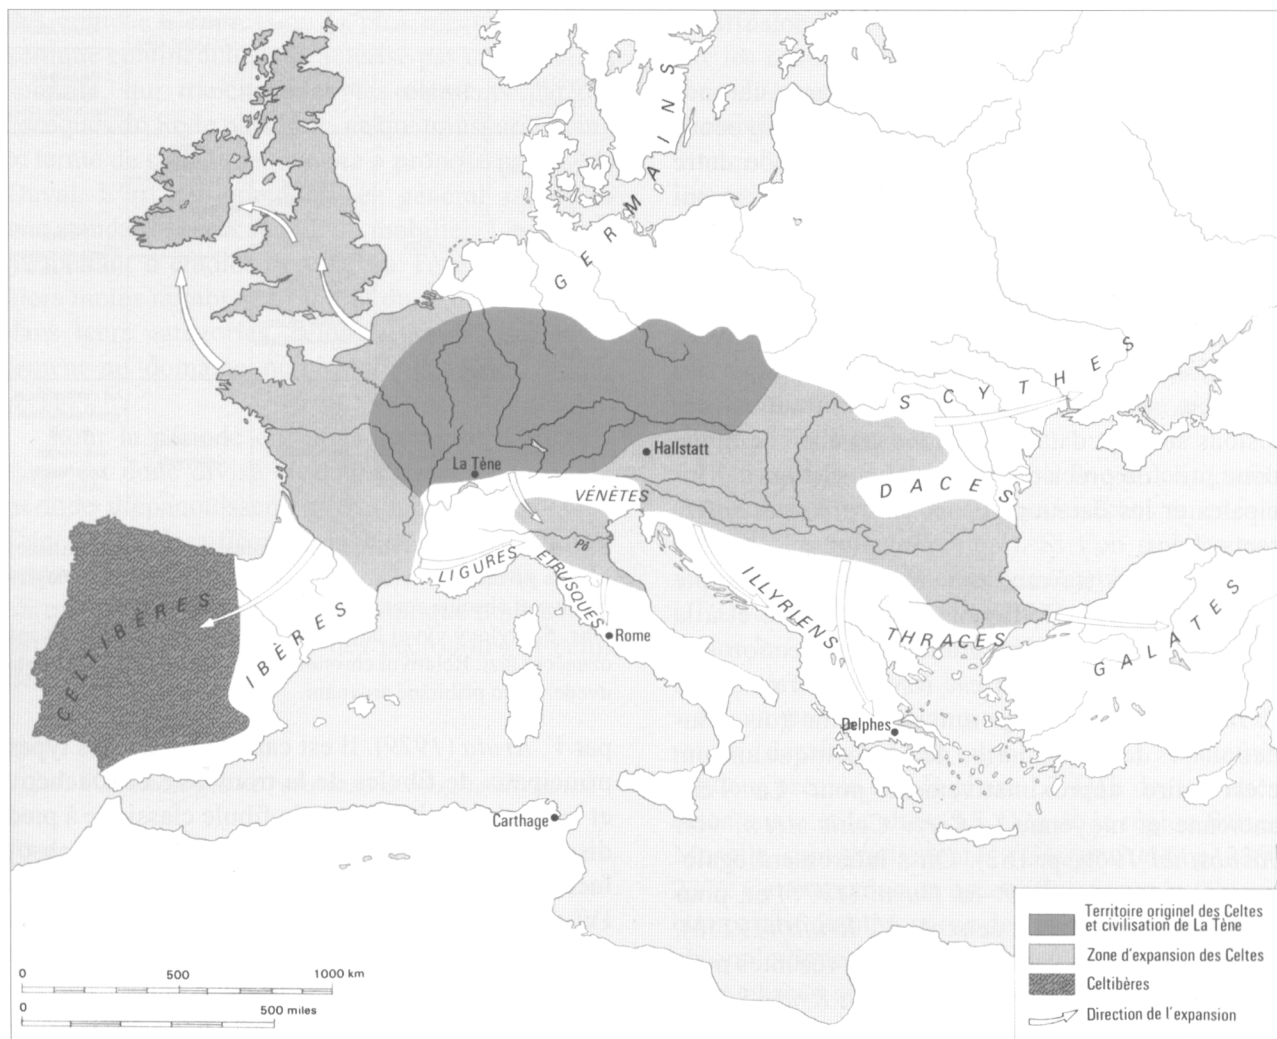 GERMAINS
SCYTHES
La Tène
Hallstatt
VÉNÈTES
DACES
Pô
LIGURES
ETRUSQUES
ILLYRIENS
CELTIBÈRES
IBÈRES
Rome
THRACES
GALATES
Delphes
Carthage
Territoire originel des Celtes
et civilisation de La Tène
Zone d'expansion des Celtes
Celtibères
Direction de l'expansion
0 500 1000 km
0 500 miles